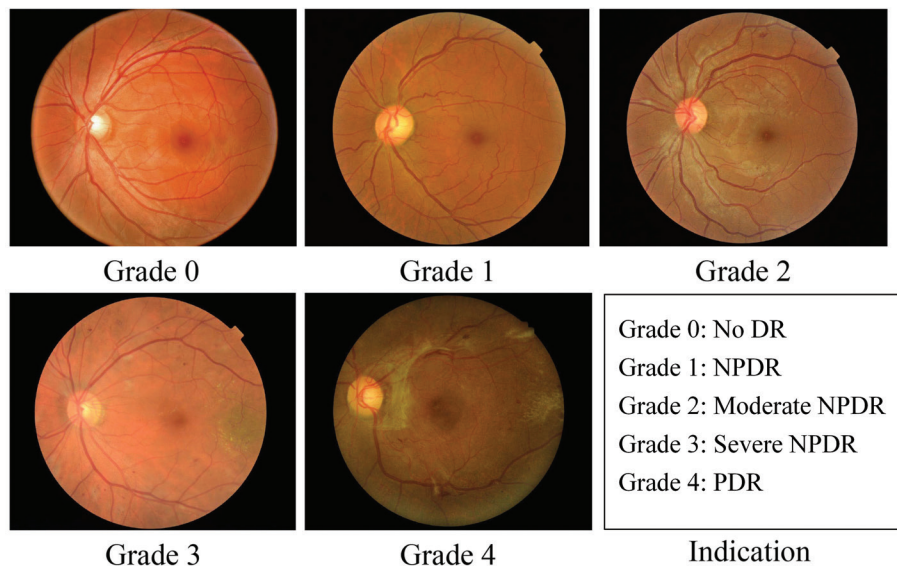 Grade 0
Grade 1
Grade 2
Grade 3
Grade 4
Grade 0: No DR
Grade 1: NPDR
Grade 2: Moderate NPDR
Grade 3: Severe NPDR
Grade 4: PDR
Indication